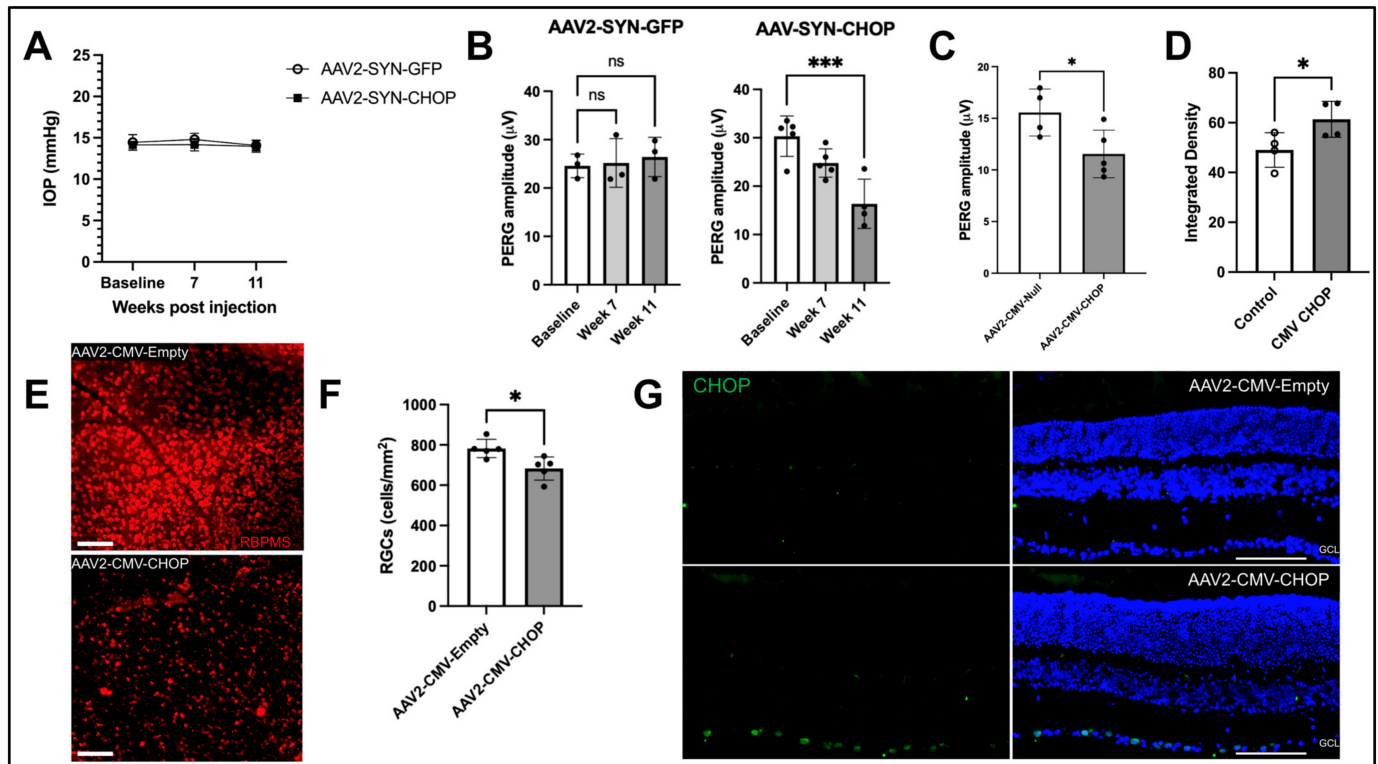 A
IOP (mmHg)
25
20
15
10
5
0
Baseline
7
11
Weeks post injection
AAV2-SYN-GFP
AAV2-SYN-CHOP
B
AAV2-SYN-GFP
PERG amplitude (µV)
40
30
20
10
0
ns
ns
Baseline
Week 7
Week 11
AAV-SYN-CHOP
PERG amplitude (µV)
40
30
20
10
0
***
Baseline
Week 7
Week 11
C
PERG amplitude (µV)
20
15
10
5
0
*
AAV2-CMV-Null
AAV2-CMV-CHOP
D
Integrated Density
80
60
40
20
0
*
Control
CMV CHOP
E
AAV2-CMV-Empty
RBPMS
AAV2-CMV-CHOP
F
RGCs (cells/mm²)
1000
800
600
400
200
0
*
AAV2-CMV-Empty
AAV2-CMV-CHOP
G
CHOP
AAV2-CMV-Empty
GCL
AAV2-CMV-CHOP
GCL